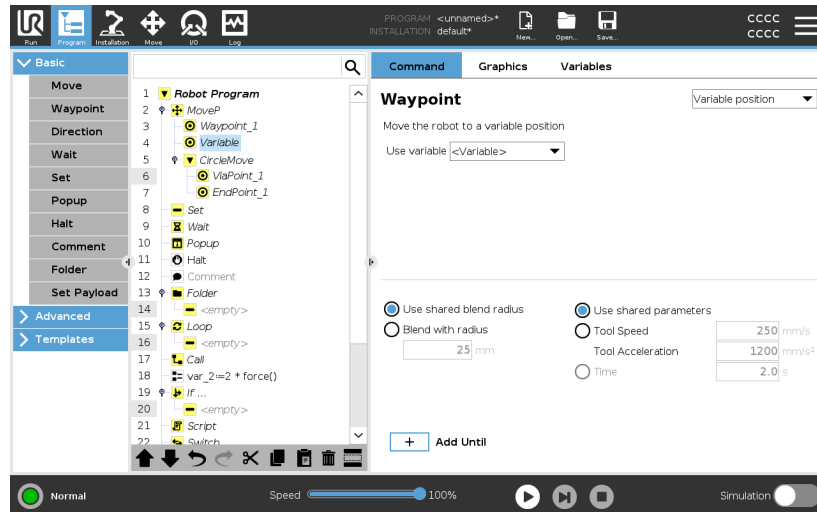 PROGRAM <unnamed>*
INSTALLATION default*
CCCC
CCCC
Run Program Installation Move I/O Log New... Open... Save...
Basic
Move
Waypoint
Direction
Wait
Set
Popup
Halt
Comment
Folder
Set Payload
Advanced
Templates
1 Robot Program
2 MoveP
3 Waypoint_1
4 Variable
5 CircleMove
6 ViaPoint_1
7 EndPoint_1
8 Set
9 Wait
10 Popup
11 Halt
12 Comment
13 Folder
14 <empty>
15 Loop
16 <empty>
17 Call
18 var_2:=2 * force()
19 If ...
20 <empty>
21 Script
22 Switch
Command Graphics Variables
Waypoint
Variable position
Move the robot to a variable position
Use variable <Variable>
Use shared blend radius
Blend with radius
25 mm
Use shared parameters
Tool Speed 250 mm/s
Tool Acceleration 1200 mm/s²
Time 2.0 s
+ Add Until
Normal
Speed 100%
Simulation